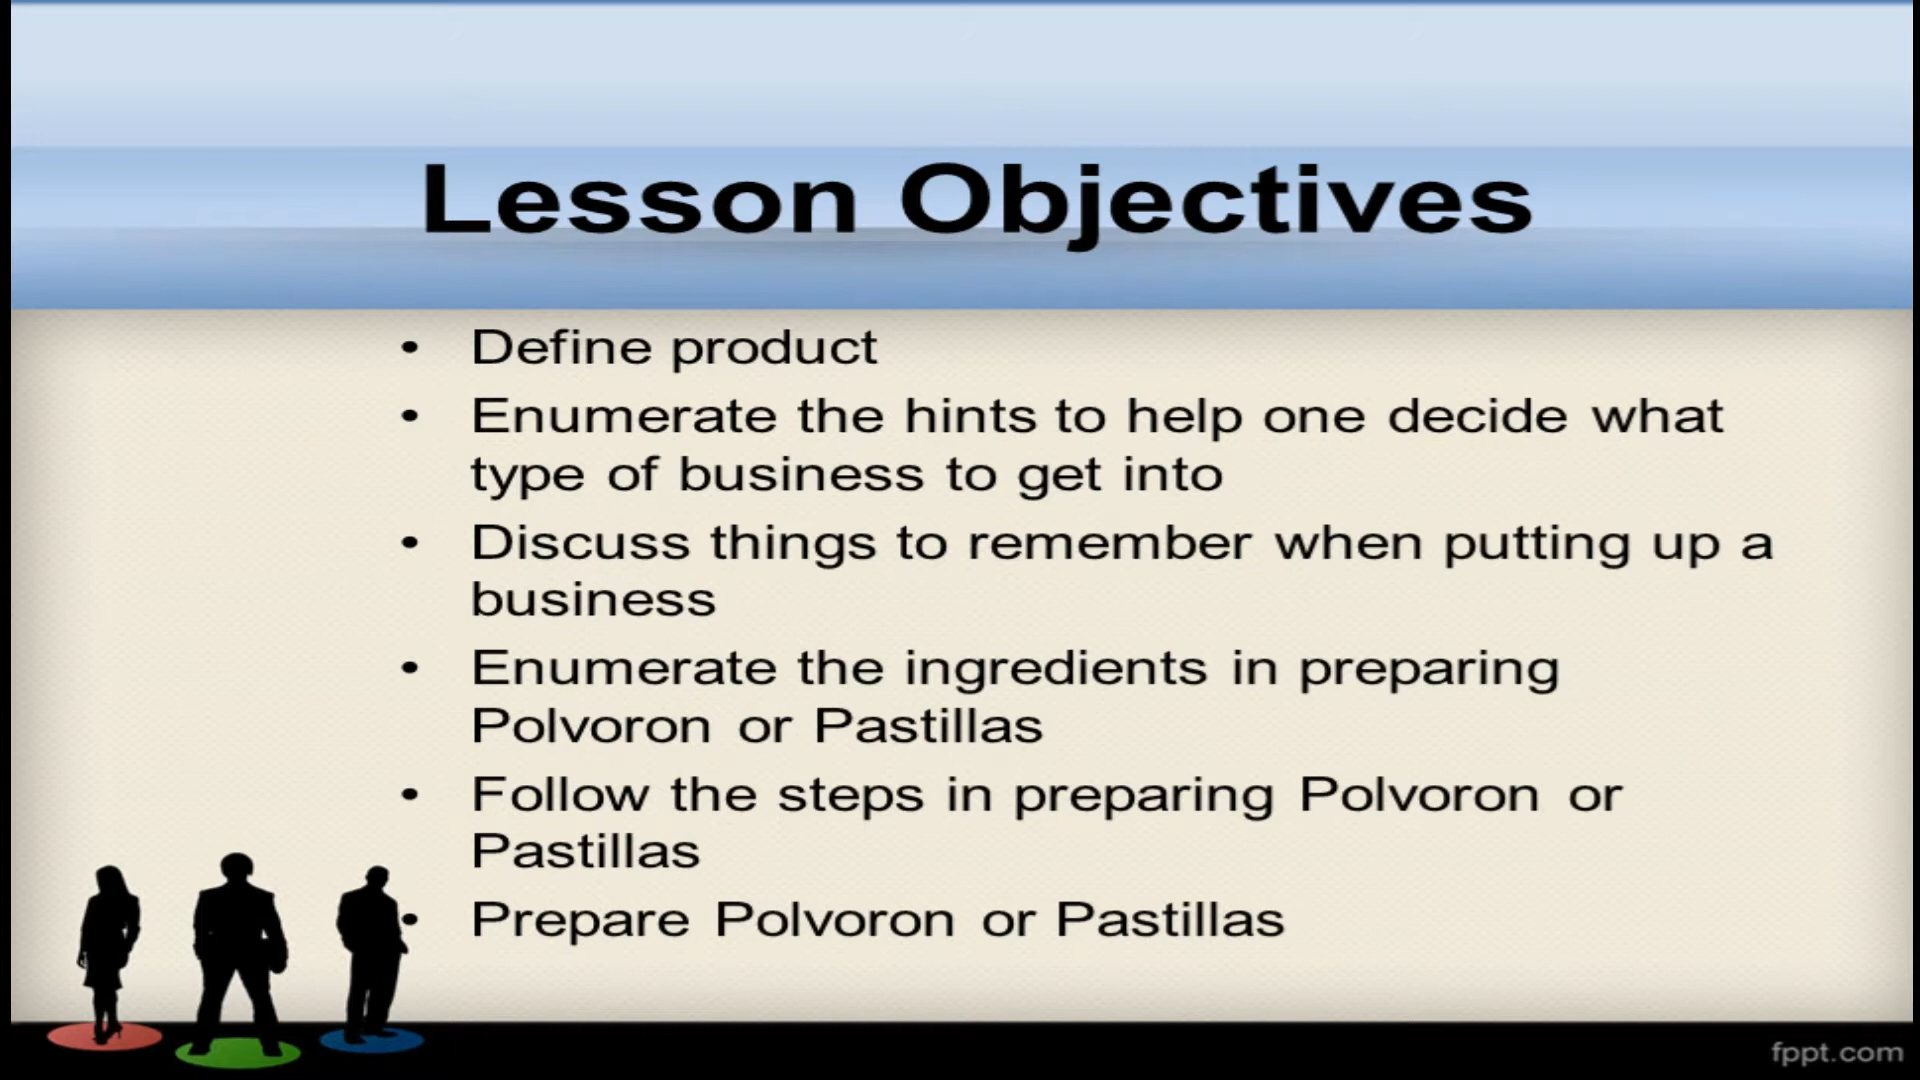 Lesson Objectives
• Define product
• Enumerate the hints to help one decide what
type of business to get into
• Discuss things to remember when putting up a
business
• Enumerate the ingredients in preparing
Polvoron or Pastillas
• Follow the steps in preparing Polvoron or
Pastillas
• Prepare Polvoron or Pastillas
fppt.com